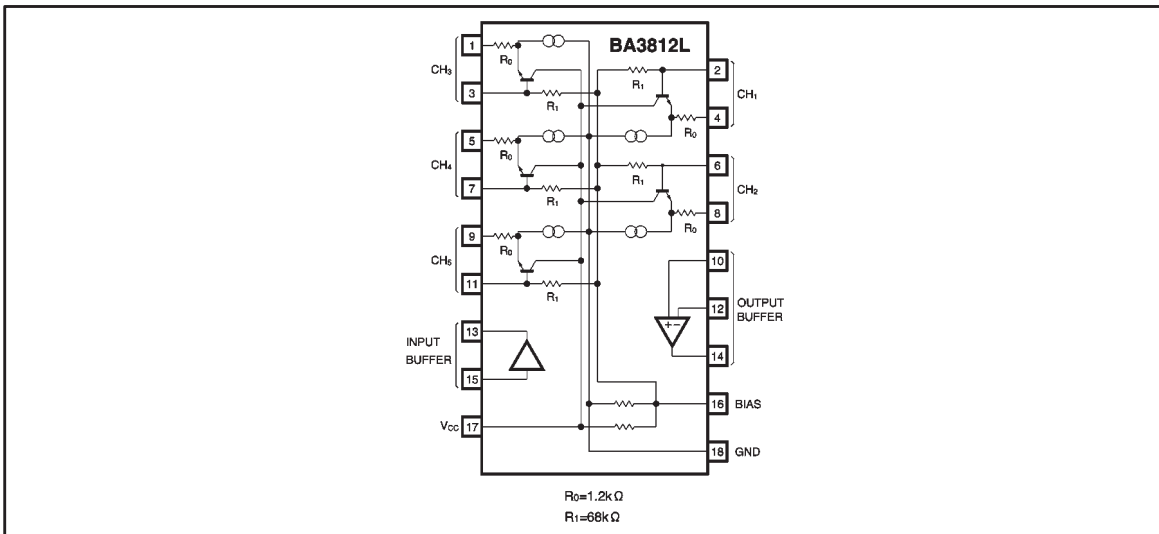 BA3812L
1
R₀
CH₃
3
R₁
R₁
2
CH₁
4
R₀
5
R₀
CH₄
7
R₁
R₁
6
CH₂
8
R₀
9
R₀
CH₅
11
R₁
10
12
OUTPUT
BUFFER
+ −
14
13
INPUT
BUFFER
15
16 BIAS
VCC 17
18 GND
R₀=1.2kΩ
R₁=68kΩ